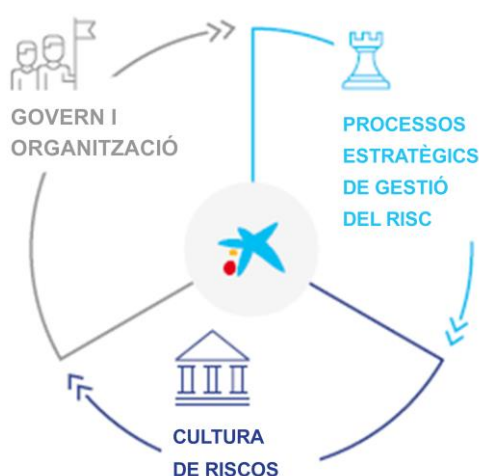 GOVERN I
ORGANITZACIÓ
PROCESSOS
ESTRATÈGICS
DE GESTIÓ
DEL RISC
CULTURA
DE RISCOS